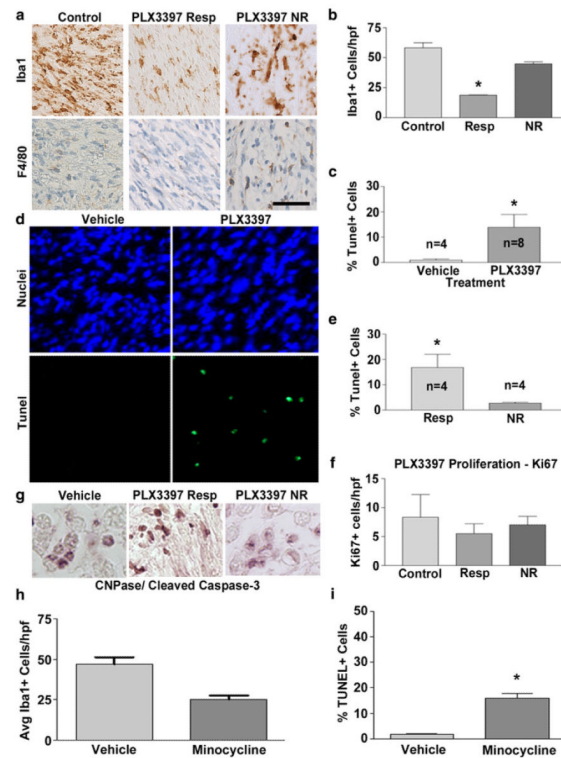 a
Control
PLX3397 Resp
PLX3397 NR
Iba1
F4/80
b
Iba1+ Cells/hpf
75
50
25
0
*
Control
Resp
NR
c
% Tunel+ Cells
30
20
10
0
*
n=4
n=8
Vehicle
PLX3397
Treatment
d
Vehicle
PLX3397
Nuclei
Tunel
e
% Tunel+ Cells
30
20
10
0
*
n=4
n=4
Resp
NR
f
PLX3397 Proliferation - Ki67
Ki67+ cells/hpf
15
10
5
0
Control
Resp
NR
g
Vehicle
PLX3397 Resp
PLX3397 NR
CNPase/ Cleaved Caspase-3
h
Avg Iba1+ Cells/hpf
75
50
25
0
Vehicle
Minocycline
i
% TUNEL+ Cells
50
40
30
20
10
0
*
Vehicle
Minocycline